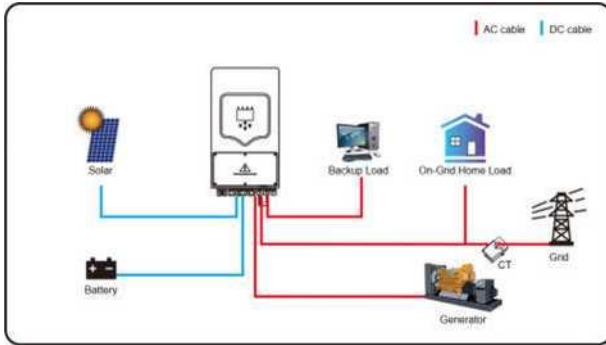 AC cable DC cable
Solar
Backup Load
On-Grid Home Load
CT
Grid
Battery
Generator